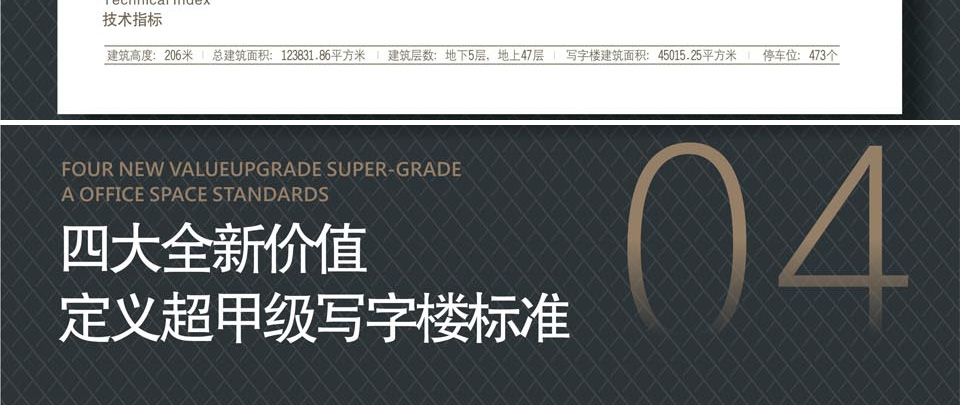 Technical Index
技术指标
建筑高度: 206米 | 总建筑面积: 123831.86平方米 | 建筑层数: 地下5层, 地上47层 | 写字楼建筑面积: 45015.25平方米 | 停车位: 473个
FOUR NEW VALUEUPGRADE SUPER-GRADE
A OFFICE SPACE STANDARDS
04
四大全新价值
定义超甲级写字楼标准